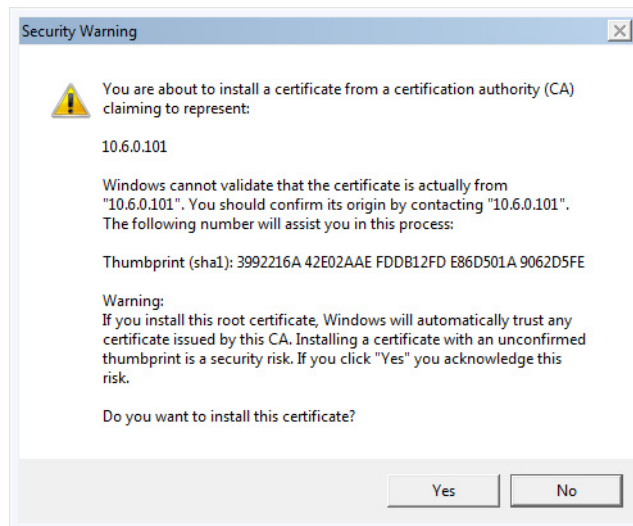 Security Warning
You are about to install a certificate from a certification authority (CA)
claiming to represent:
10.6.0.101
Windows cannot validate that the certificate is actually from
"10.6.0.101". You should confirm its origin by contacting "10.6.0.101".
The following number will assist you in this process:
Thumbprint (sha1): 3992216A 42E02AAE FDDB12FD E86D501A 9062D5FE
Warning:
If you install this root certificate, Windows will automatically trust any
certificate issued by this CA. Installing a certificate with an unconfirmed
thumbprint is a security risk. If you click "Yes" you acknowledge this
risk.
Do you want to install this certificate?
Yes
No